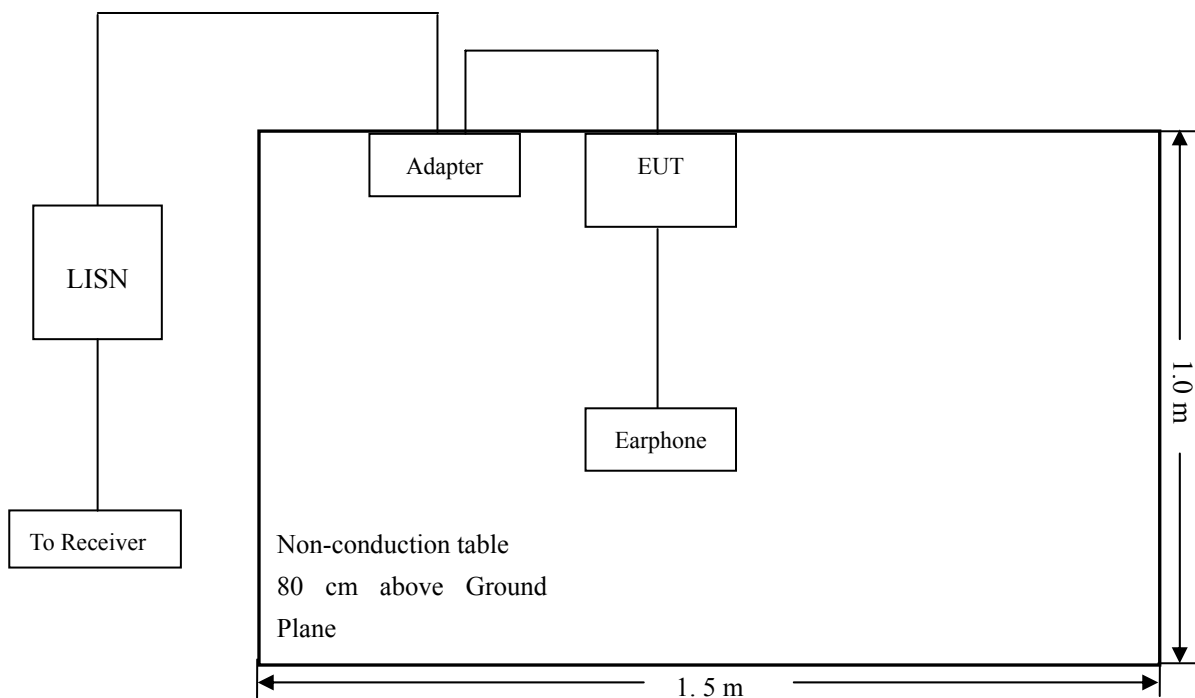 Adapter
EUT
LISN
Earphone
To Receiver
Non-conduction table
80 cm above Ground
Plane
1.0 m
1. 5 m